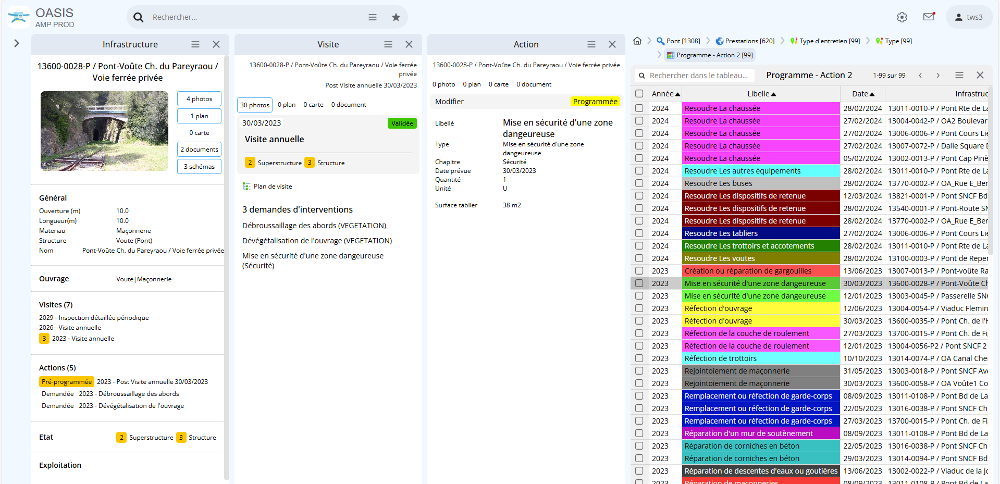 OASIS
AMP PROD
Rechercher...
tws3
Infrastructure
13600-0028-P / Pont-Voûte Ch. du Pareyraou /
Voie ferrée privée
4 photos
1 plan
0 carte
2 documents
3 schémas
Général
Ouverture (m) 10.0
Longueur(m) 10.0
Materiau Maçonnerie
Structure Voute (Pont)
Nom Pont-Voûte Ch. du Pareyraou / Voie ferrée privée
Ouvrage Voute|Maçonnerie
Visites (7)
2029 - Inspection détaillée périodique
2026 - Visite annuelle
3 2023 - Visite annuelle
Actions (5)
Pré-programmée 2023 - Post Visite annuelle 30/03/2023
Demandée 2023 - Débroussaillage des abords
Demandée 2023 - Dévégétalisation de l'ouvrage
Etat 2 Superstructure 3 Structure
Exploitation
Visite
13600-0028-P / Pont-Voûte Ch. du Pareyraou / Voie ferrée
privée
Post Visite annuelle 30/03/2023
30 photos 0 plan 0 carte 0 document
30/03/2023 Validée
Visite annuelle
2 Superstructure 3 Structure
Plan de visite
3 demandes d'interventions
Débroussaillage des abords (VEGETATION)
Dévégétalisation de l'ouvrage (VEGETATION)
Mise en sécurité d'une zone dangeureuse
(Sécurité)
Action
13600-0028-P / Pont-Voûte Ch. du Pareyraou / Voie ferrée privée
0 photo 0 plan 0 carte 0 document
Modifier Programmée
Libellé Mise en sécurité d'une zone
dangeureuse
Type Mise en sécurité d'une zone
dangeureuse
Chapitre Sécurité
Date prévue 30/03/2023
Quantité 1
Unité U
Surface tablier 38 m2
Pont [1308] Prestations [620] Type d'entretien [99] Type [99]
Programme - Action 2 [99]
Rechercher dans le tableau... Programme - Action 2 1-99 sur 99
Année Libelle Date Infrastruc
2024 Resoudre La chaussée 28/02/2024 13011-0010-P / Pont Rte de La
2024 Resoudre La chaussée 27/02/2024 13004-0042-P / OA2 Boulevar
2024 Resoudre La chaussée 27/02/2024 13006-0006-P / Pont Cours Lie
2024 Resoudre La chaussée 27/02/2024 13007-0072-P / Dalle Square D
2024 Resoudre La chaussée 05/02/2024 13002-0013-P / Pont Cap Pinè
2024 Resoudre Les autres équipements 28/02/2024 13011-0010-P / Pont Rte de La
2024 Resoudre Les buses 28/02/2024 13770-0002-P / OA_Rue E_Ber
2024 Resoudre Les dispositifs de retenue 12/03/2024 13821-0001-P / Pont SNCF Bd
2024 Resoudre Les dispositifs de retenue 28/02/2024 13540-0001-P / Pont-Route SN
2024 Resoudre Les dispositifs de retenue 28/02/2024 13770-0002-P / OA_Rue E_Ber
2024 Resoudre Les tabliers 27/02/2024 13006-0006-P / Pont Cours Lie
2024 Resoudre Les trottoirs et accotements 28/02/2024 13011-0010-P / Pont Rte de La
2024 Resoudre Les voutes 28/02/2024 13100-0003-P / Pont de Reper
2023 Création ou réparation de gargouilles 13/06/2023 13007-0013-P / Pont-voûte Ra
2023 Mise en sécurité d'une zone dangeureuse 30/03/2023 13600-0028-P / Pont-Voûte Ch
2023 Mise en sécurité d'une zone dangeureuse 12/01/2023 13003-0045-P / Passerelle SNC
2023 Réfection d'ouvrage 12/06/2023 13004-0054-P / Viaduc Flemin
2023 Réfection d'ouvrage 30/03/2023 13600-0035-P / Pont Ch. de l'H
2023 Réfection de la couche de roulement 27/03/2023 13700-0015-P / Pont Ch. de Fi
2023 Réfection de la couche de roulement 12/01/2023 13004-0056-P2 / Pont SNCF 2
2023 Réfection de trottoirs 10/10/2023 13014-0074-P / OA Canal Che
2023 Rejointoiement de maçonnerie 31/05/2023 13003-0018-P / Pont SNCF Ave
2023 Rejointoiement de maçonnerie 30/03/2023 13600-0058-P / OA Voûte1 Co
2023 Remplacement ou réfection de garde-corps 08/09/2023 13011-0108-P / Pont Bd de La
2023 Remplacement ou réfection de garde-corps 22/05/2023 13016-0038-P / Pont SNCF Ch
2023 Remplacement ou réfection de garde-corps 27/03/2023 13700-0015-P / Pont Ch. de Fi
2023 Réparation d'un mur de soutènement 08/09/2023 13011-0108-P / Pont Bd de La
2023 Réparation de corniches en béton 22/05/2023 13016-0038-P / Pont SNCF Ch
2023 Réparation de corniches en béton 29/03/2023 13014-0094-P / Pont SNCF Bd
2023 Réparation de descentes d'eaux ou goutières 13/06/2023 13002-0022-P / Viaduc de la Jo
2023 Réparation de maçonneries 08/09/2023 13011-0108-P / Pont Bd de La